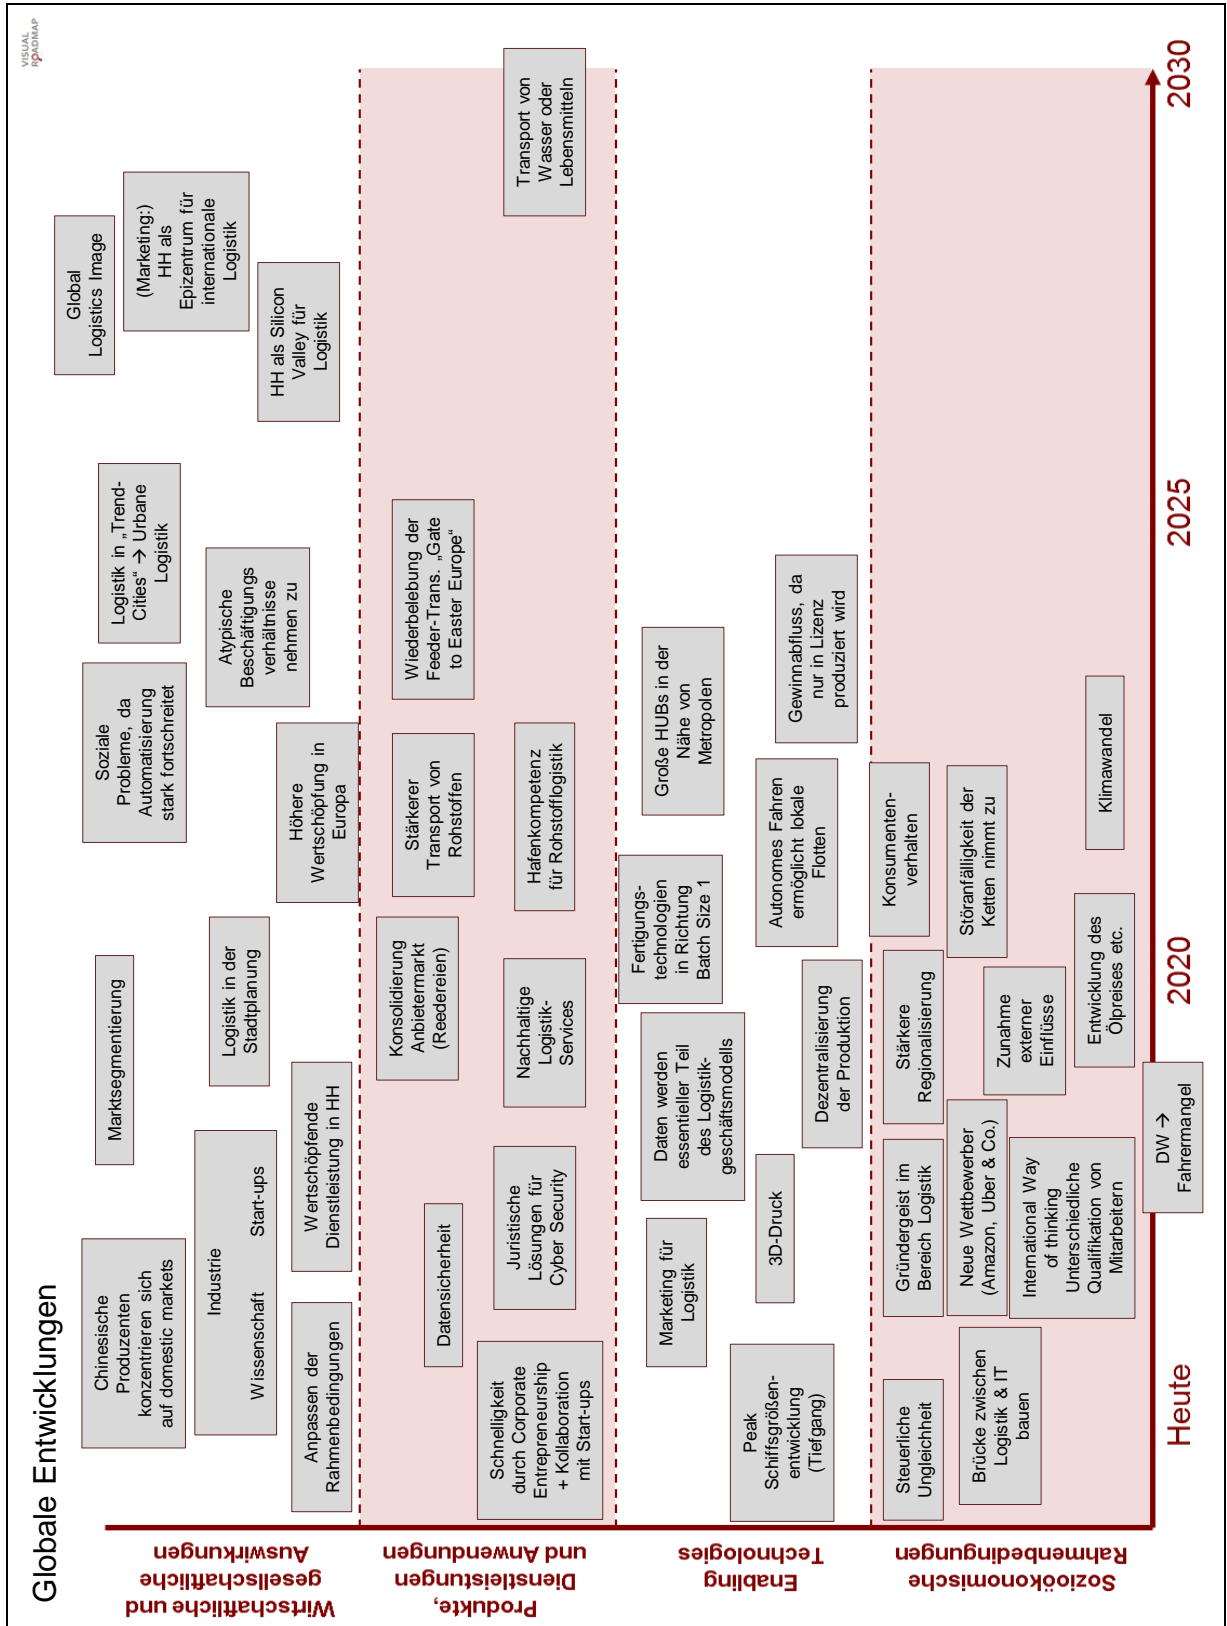 Globale Entwicklungen
VISUAL
ROADMAP
Wirtschaftliche und
gesellschaftliche
Auswirkungen
Chinesische
Produzenten
konzentrieren sich
auf domestic markets
Marktsegmentierung
Soziale
Probleme, da
Automatisierung
stark fortschreitet
Logistik in „Trend-
Cities“ → Urbane
Logistik
Global
Logistics Image
(Marketing:)
HH als
Epizentrum für
internationale
Logistik
Industrie
Wissenschaft Start-ups
Logistik in der
Stadtplanung
Atypische
Beschäftigungs
verhältnisse
nehmen zu
HH als Silicon
Valley für
Logistik
Anpassen der
Rahmenbedingungen
Wertschöpfende
Dienstleistung in HH
Höhere
Wertschöpfung in
Europa
Produkte,
Dienstleistungen
und Anwendungen
Konsolidierung
Anbietermarkt
(Reedereien)
Stärkerer
Transport von
Rohstoffen
Wiederbelebung der
Feeder-Trans. „Gate
to Easter Europe“
Datensicherheit
Schnelligkeit
durch Corporate
Entrepreneurship
+ Kollaboration
mit Start-ups
Juristische
Lösungen für
Cyber Security
Nachhaltige
Logistik-
Services
Hafenkompetenz
für Rohstofflogistik
Transport von
Wasser oder
Lebensmitteln
Enabling
Technologies
Marketing für
Logistik
Daten werden
essentieller Teil
des Logistik-
geschäftsmodells
Fertigungs-
technologien
in Richtung
Batch Size 1
Große HUBs in der
Nähe von
Metropolen
Peak
Schiffsgrößen-
entwicklung
(Tiefgang)
3D-Druck
Dezentralisierung
der Produktion
Autonomes Fahren
ermöglicht lokale
Flotten
Gewinnabfluss, da
nur in Lizenz
produziert wird
Sozioökonomische
Rahmenbedingungen
Steuerliche
Ungleichheit
Gründergeist im
Bereich Logistik
Stärkere
Regionalisierung
Konsumenten-
verhalten
Brücke zwischen
Logistik & IT
bauen
Neue Wettbewerber
(Amazon, Uber & Co.)
Zunahme
externer
Einflüsse
Störanfälligkeit der
Ketten nimmt zu
International Way
of thinking
Unterschiedliche
Qualifikation von
Mitarbeitern
Entwicklung des
Ölpreises etc.
Klimawandel
DW →
Fahrermangel
Heute 2020 2025 2030